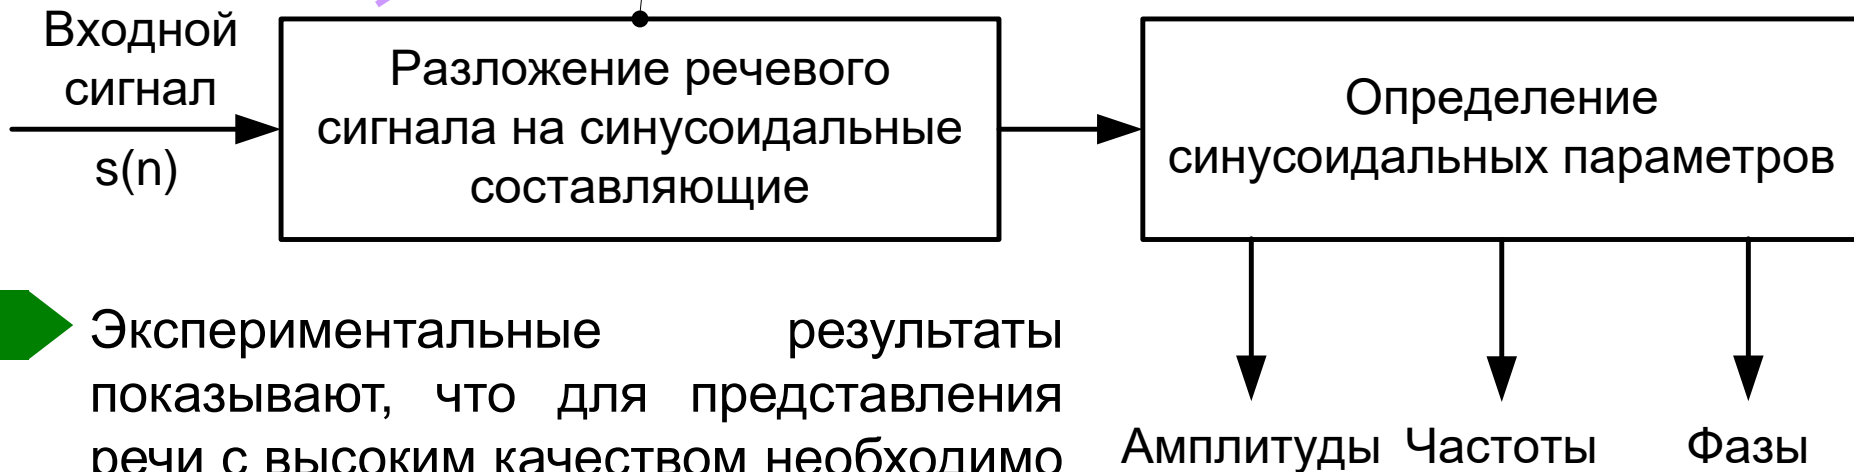 Входной
сигнал
s(n)
Разложение речевого
сигнала на синусоидальные
составляющие
Определение
синусоидальных параметров
Амплитуды Частоты Фазы
Экспериментальные результаты
показывают, что для представления
речи с высоким качеством необходимо